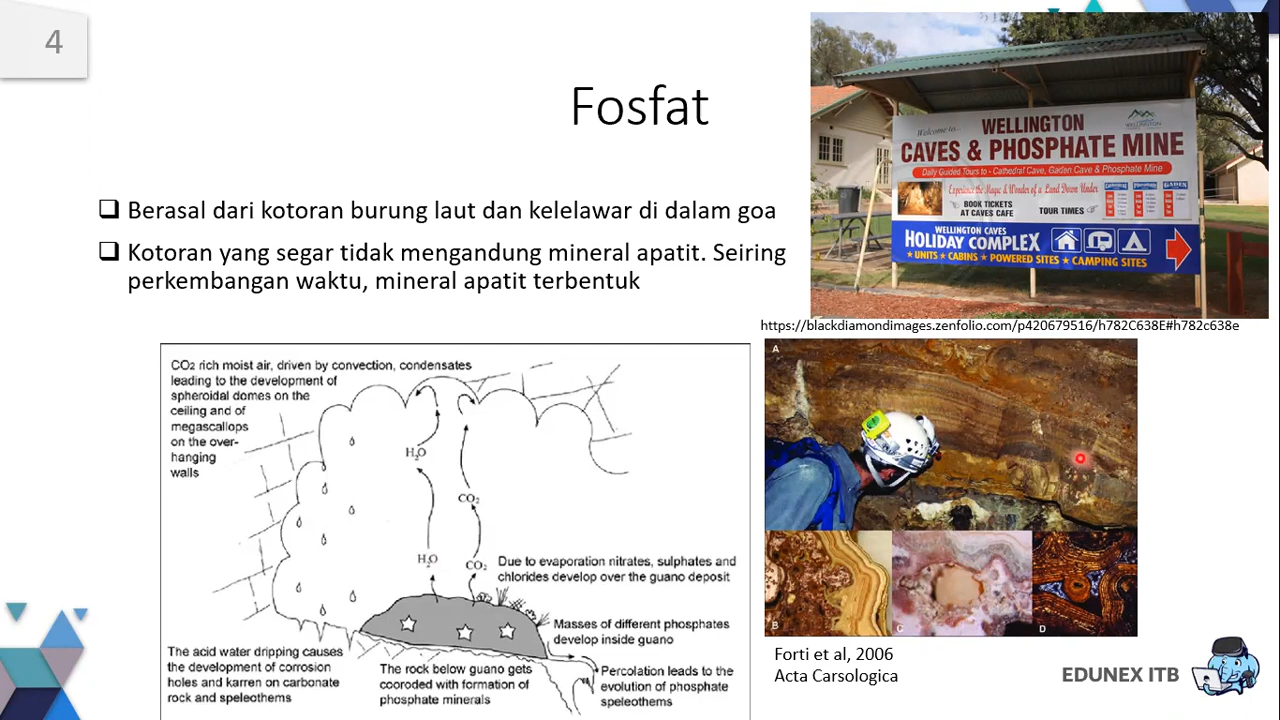 4
Fosfat
Berasal dari kotoran burung laut dan kelelawar di dalam goa
Kotoran yang segar tidak mengandung mineral apatit. Seiring
perkembangan waktu, mineral apatit terbentuk
Welcome to...
WELLINGTON
CAVES & PHOSPHATE MINE
Daily Guided Tours to - Cathedral Cave, Garden Cave & Phosphate Mine
Experience the Magic & Wonder of a Land Down Under
BOOK TICKETS
AT CAVES CAFE
TOUR TIMES
WELLINGTON CAVES
HOLIDAY COMPLEX
★ UNITS ★ CABINS ★ POWERED SITES ★ CAMPING SITES
https://blackdiamondimages.zenfolio.com/p420679516/h782C638E#h782c638e
CO2 rich moist air, driven by convection, condensates
leading to the development of
spheroidal domes on the
ceiling and of
megascallops
on the over-
hanging
walls
H2O
CO2
H2O
CO2
Due to evaporation nitrates, sulphates and
chlorides develop over the guano deposit
Masses of different phosphates
develop inside guano
The acid water dripping causes
the development of corrosion
holes and karren on carbonate
rock and speleothems
The rock below guano gets
cooroded with formation of
phosphate minerals
Percolation leads to the
evolution of phosphate
speleothems
A
B
C
D
Forti et al, 2006
Acta Carsologica
EDUNEX ITB